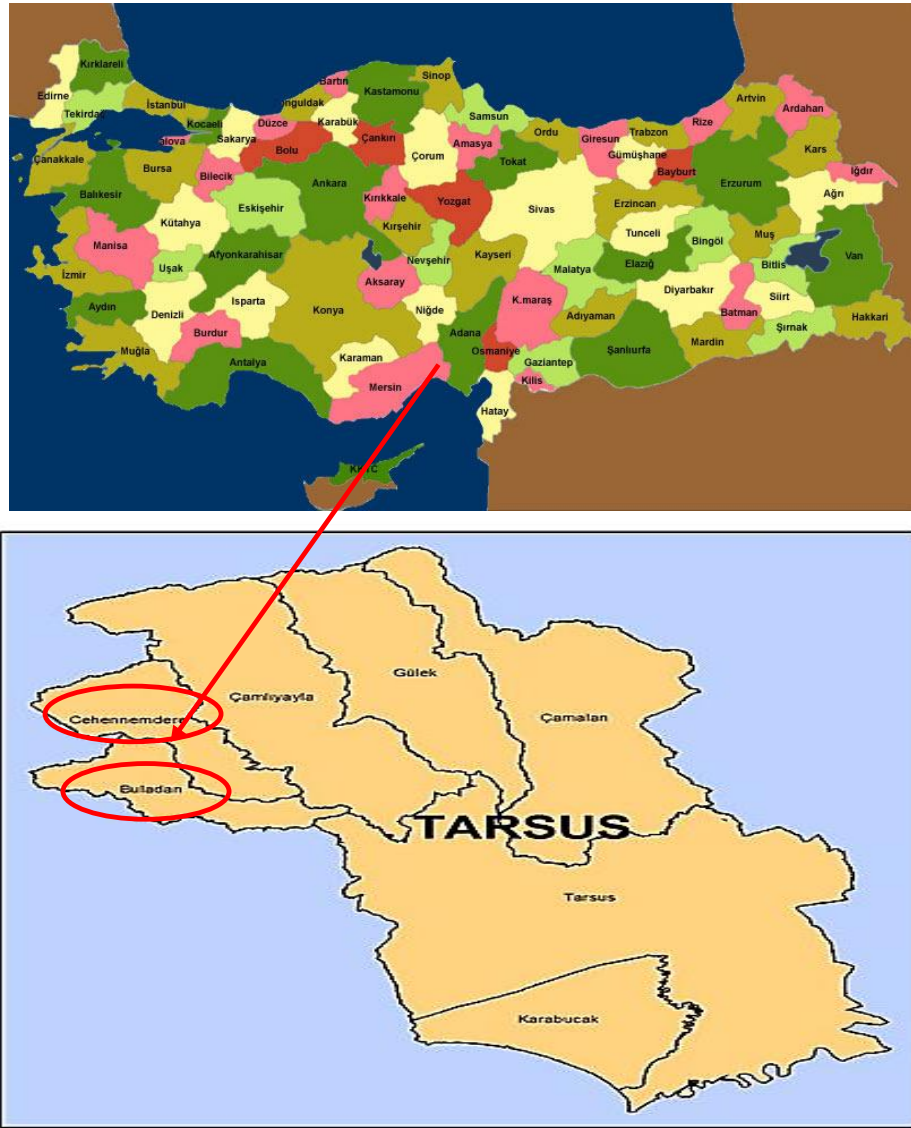 Kırklareli
Edirne
Tekirdağ
İstanbul
Kocaeli
Yalova
Sakarya
Düzce
Zonguldak
Bartın
Karabük
Kastamonu
Sinop
Çankırı
Bolu
Çorum
Samsun
Amasya
Tokat
Ordu
Giresun
Trabzon
Gümüşhane
Rize
Artvin
Ardahan
Kars
Bayburt
Erzurum
Iğdır
Ağrı
Çanakkale
Bursa
Bilecik
Balıkesir
Kütahya
Eskişehir
Ankara
Kırıkkale
Yozgat
Kırşehir
Sivas
Erzincan
Tunceli
Bingöl
Muş
Bitlis
Van
Manisa
Uşak
Afyonkarahisar
İzmir
Aydın
Denizli
Isparta
Burdur
Muğla
Antalya
Konya
Aksaray
Nevşehir
Kayseri
Niğde
Malatya
Elazığ
Diyarbakır
Batman
Siirt
Şırnak
Hakkari
K.maraş
Adıyaman
Adana
Osmaniye
Gaziantep
Kilis
Şanlıurfa
Mardin
Karaman
Mersin
Hatay
KKTC
Gülek
Çamlıyayla
Çamalan
Cehennemdere
Buladan
TARSUS
Tarsus
Karabucak